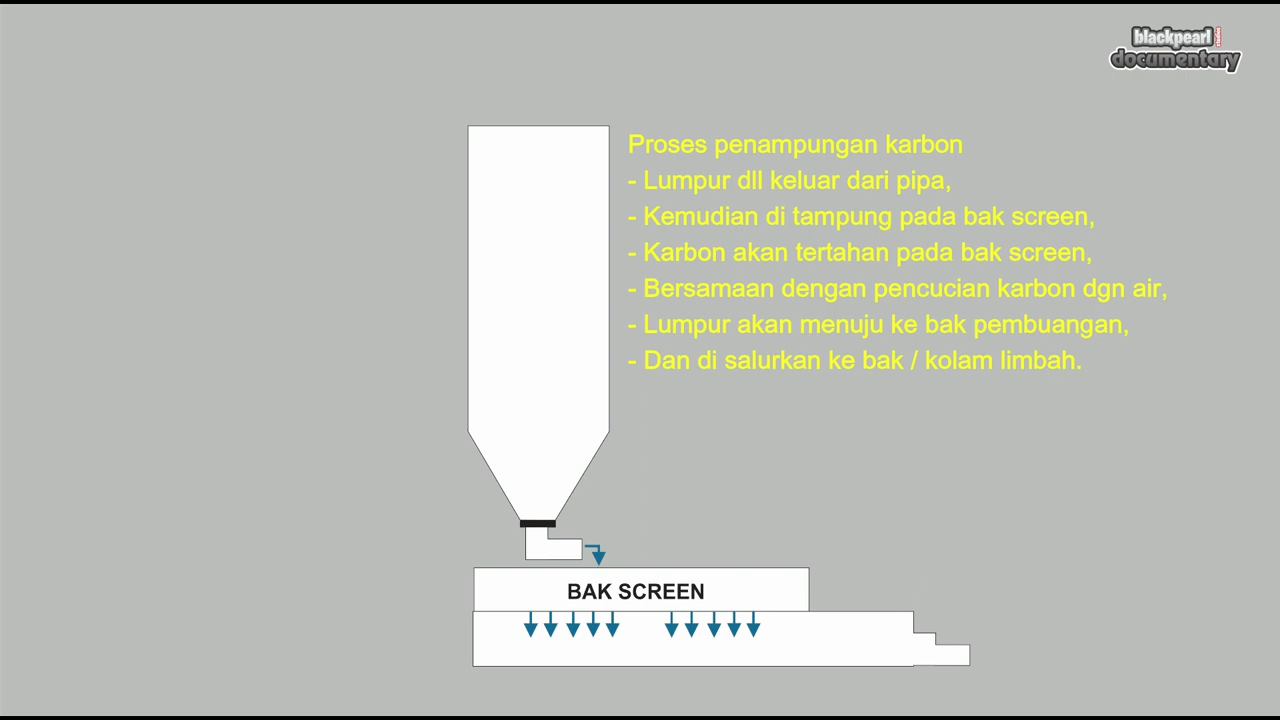 blackpearl
documentary
Proses penampungan karbon
- Lumpur dll keluar dari pipa,
- Kemudian di tampung pada bak screen,
- Karbon akan tertahan pada bak screen,
- Bersamaan dengan pencucian karbon dgn air,
- Lumpur akan menuju ke bak pembuangan,
- Dan di salurkan ke bak / kolam limbah.
BAK SCREEN